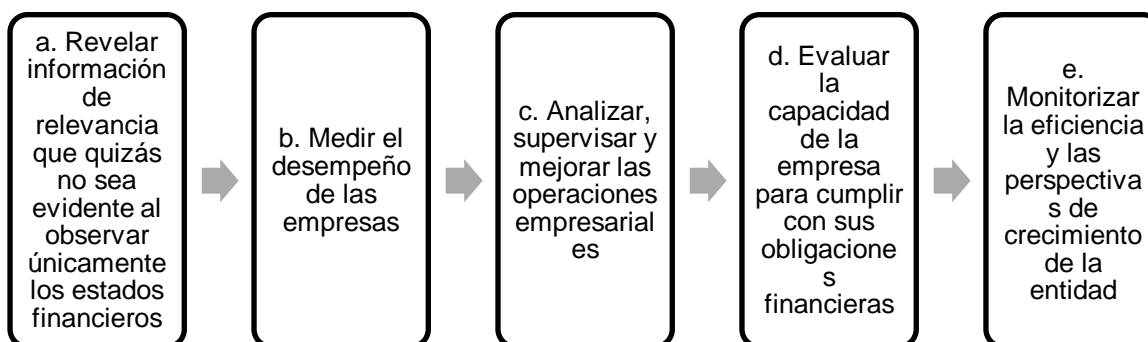 a. Revelar
información
de
relevancia
que quizás
no sea
evidente al
observar
únicamente
los estados
financieros
b. Medir el
desempeño
de las
empresas
c. Analizar,
supervisar y
mejorar las
operaciones
empresarial
es
d. Evaluar
la
capacidad
de la
empresa
para cumplir
con sus
obligacione
s
financieras
e.
Monitorizar
la eficiencia
y las
perspectiva
s de
crecimiento
de la
entidad